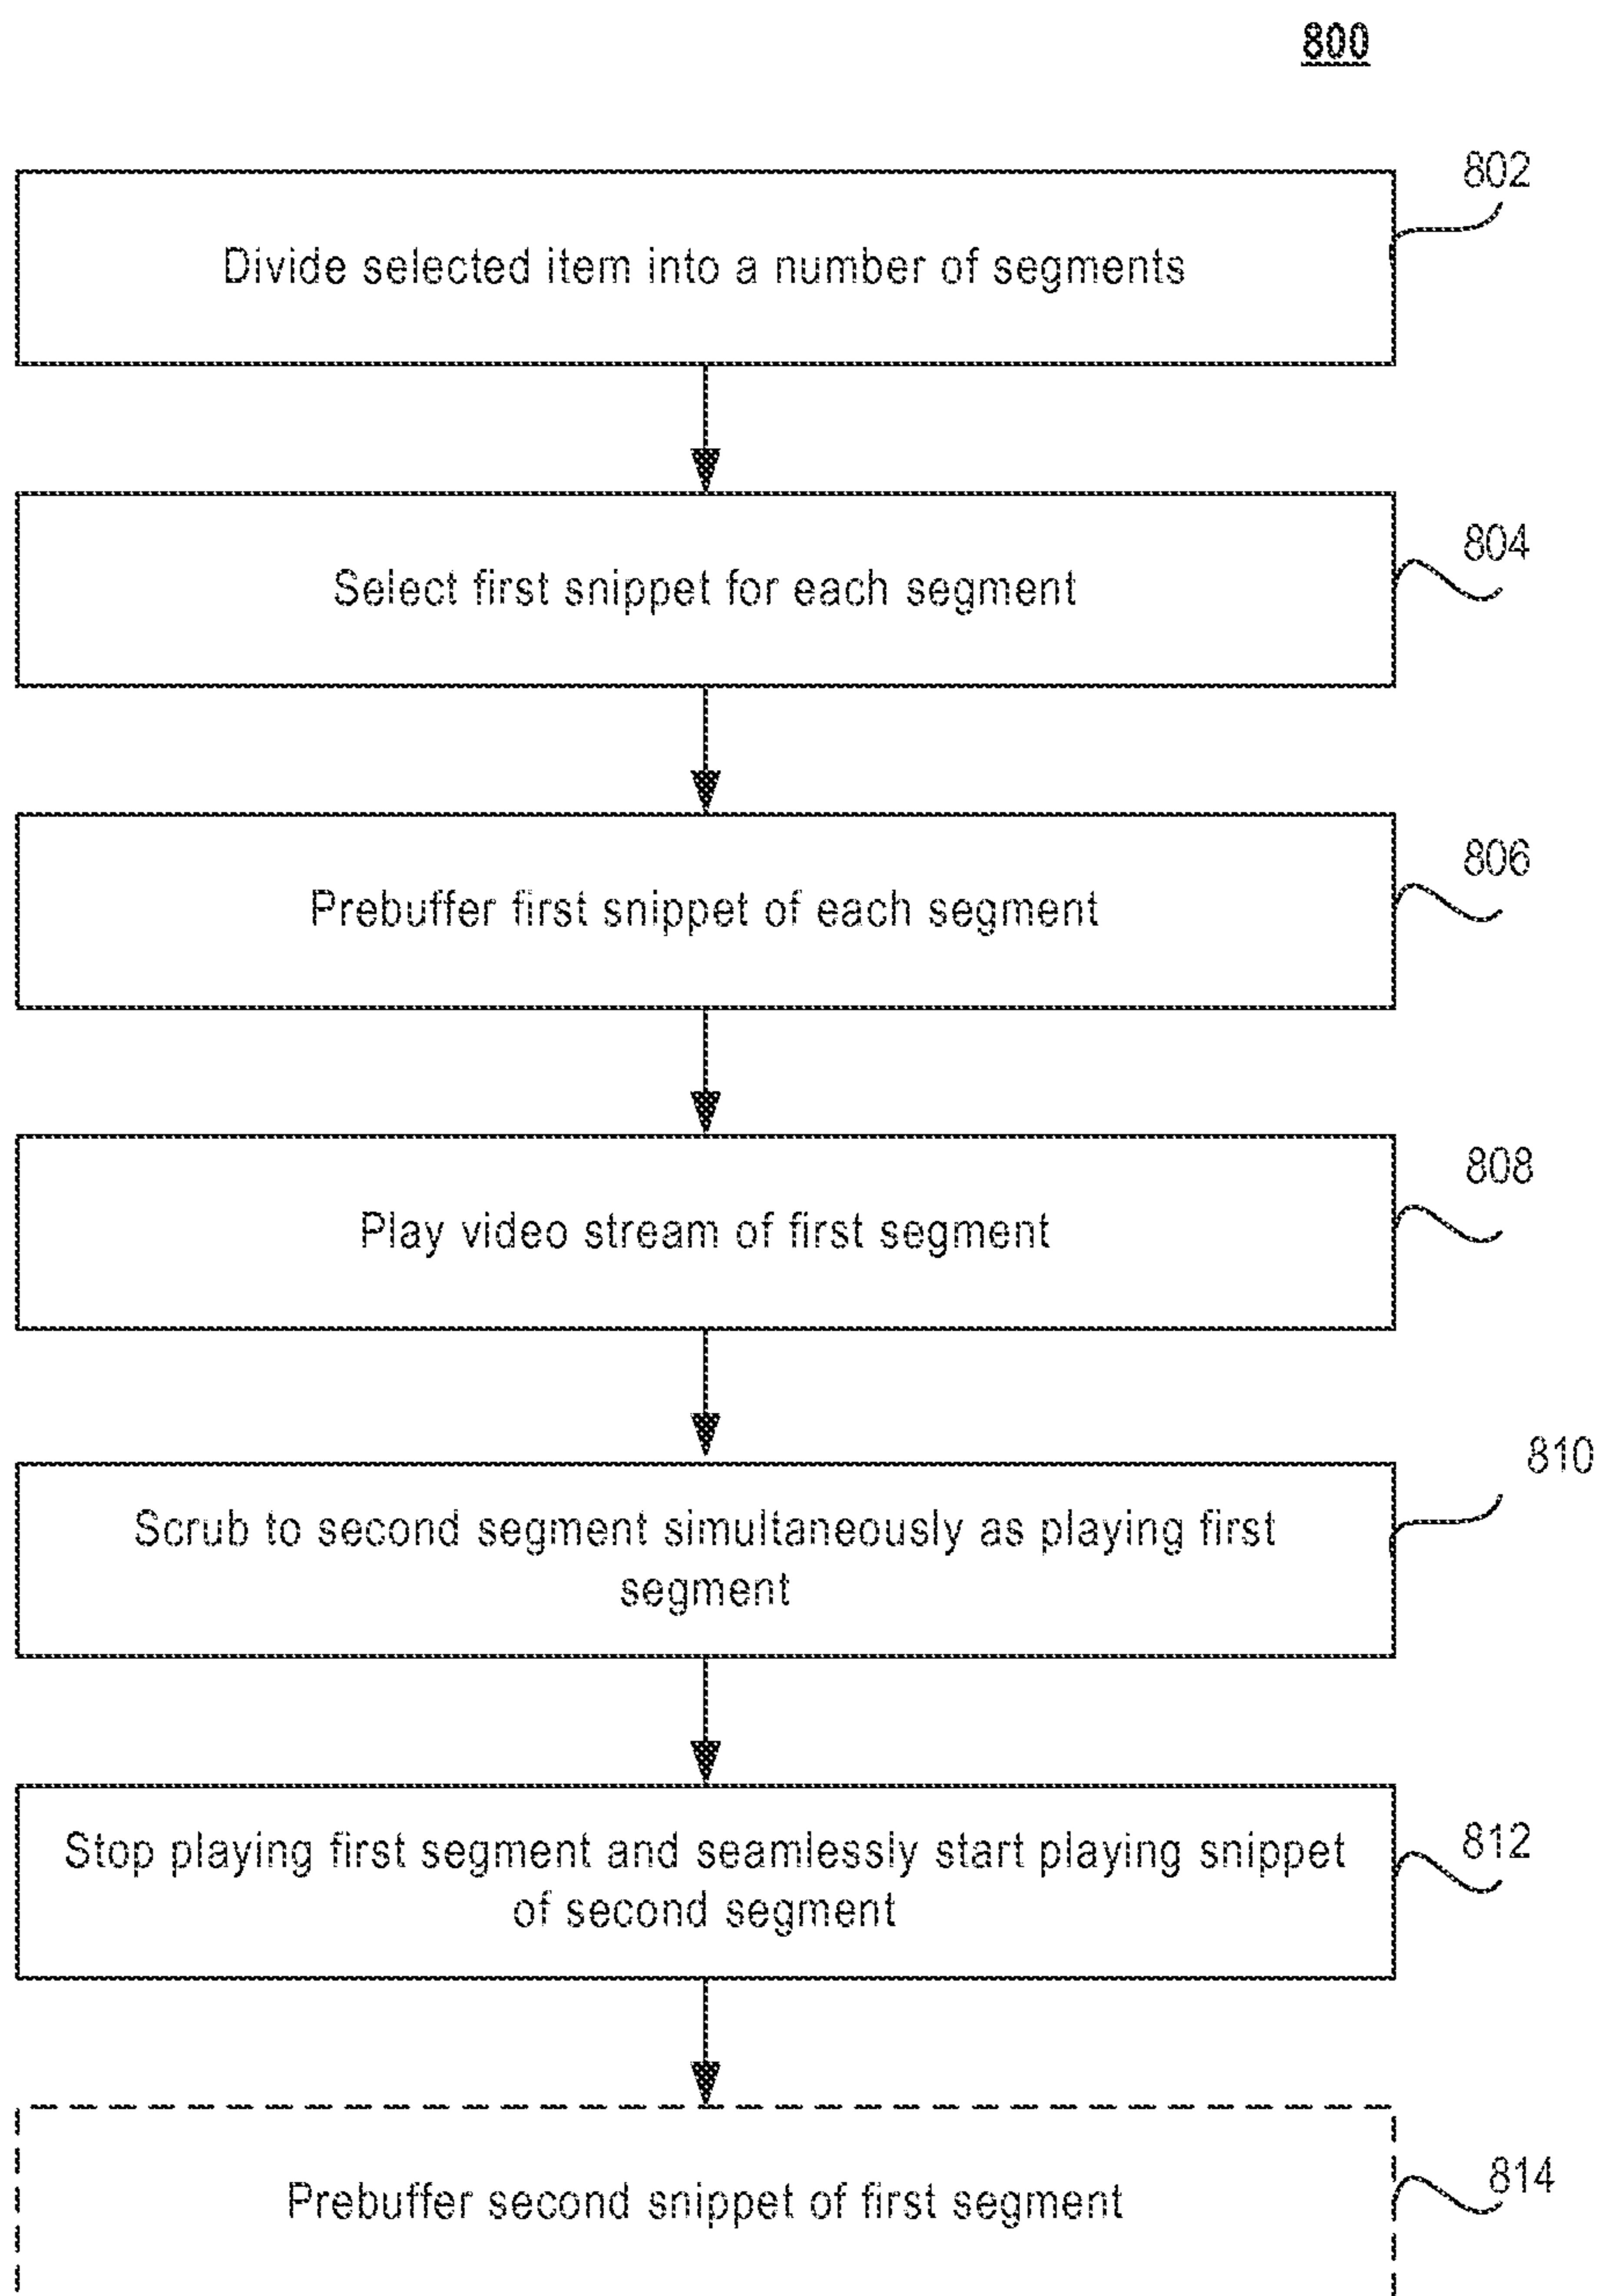 800
802
Divide selected item into a number of segments
804
Select first snippet for each segment
806
Prebuffer first snippet of each segment
808
Play video stream of first segment
810
Scrub to second segment simultaneously as playing first
segment
812
Stop playing first segment and seamlessly start playing snippet
of second segment
814
Prebuffer second snippet of first segment